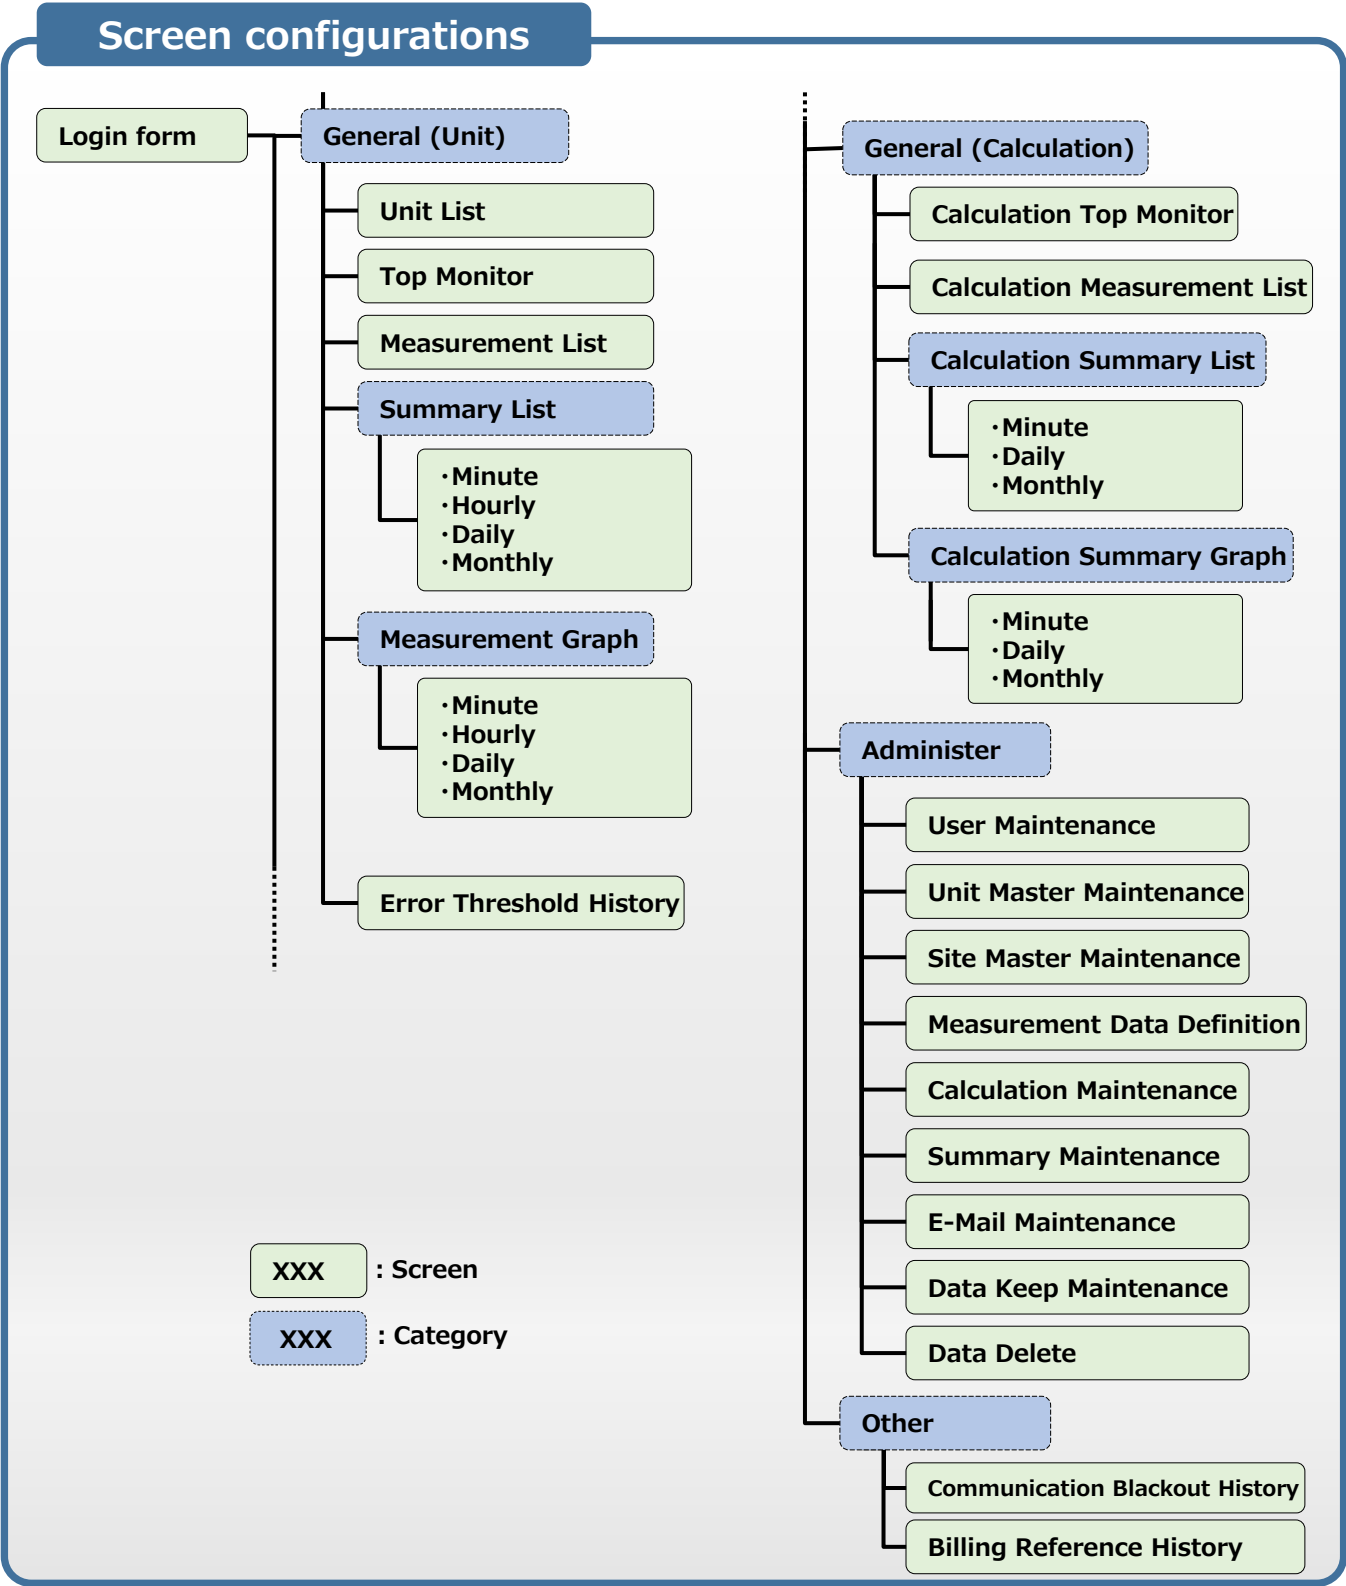 Screen configurations
Login form
General (Unit)
Unit List
Top Monitor
Measurement List
Summary List
・Minute
・Hourly
・Daily
・Monthly
Measurement Graph
・Minute
・Hourly
・Daily
・Monthly
Error Threshold History
XXX : Screen
XXX : Category
General (Calculation)
Calculation Top Monitor
Calculation Measurement List
Calculation Summary List
・Minute
・Daily
・Monthly
Calculation Summary Graph
・Minute
・Daily
・Monthly
Administer
User Maintenance
Unit Master Maintenance
Site Master Maintenance
Measurement Data Definition
Calculation Maintenance
Summary Maintenance
E-Mail Maintenance
Data Keep Maintenance
Data Delete
Other
Communication Blackout History
Billing Reference History